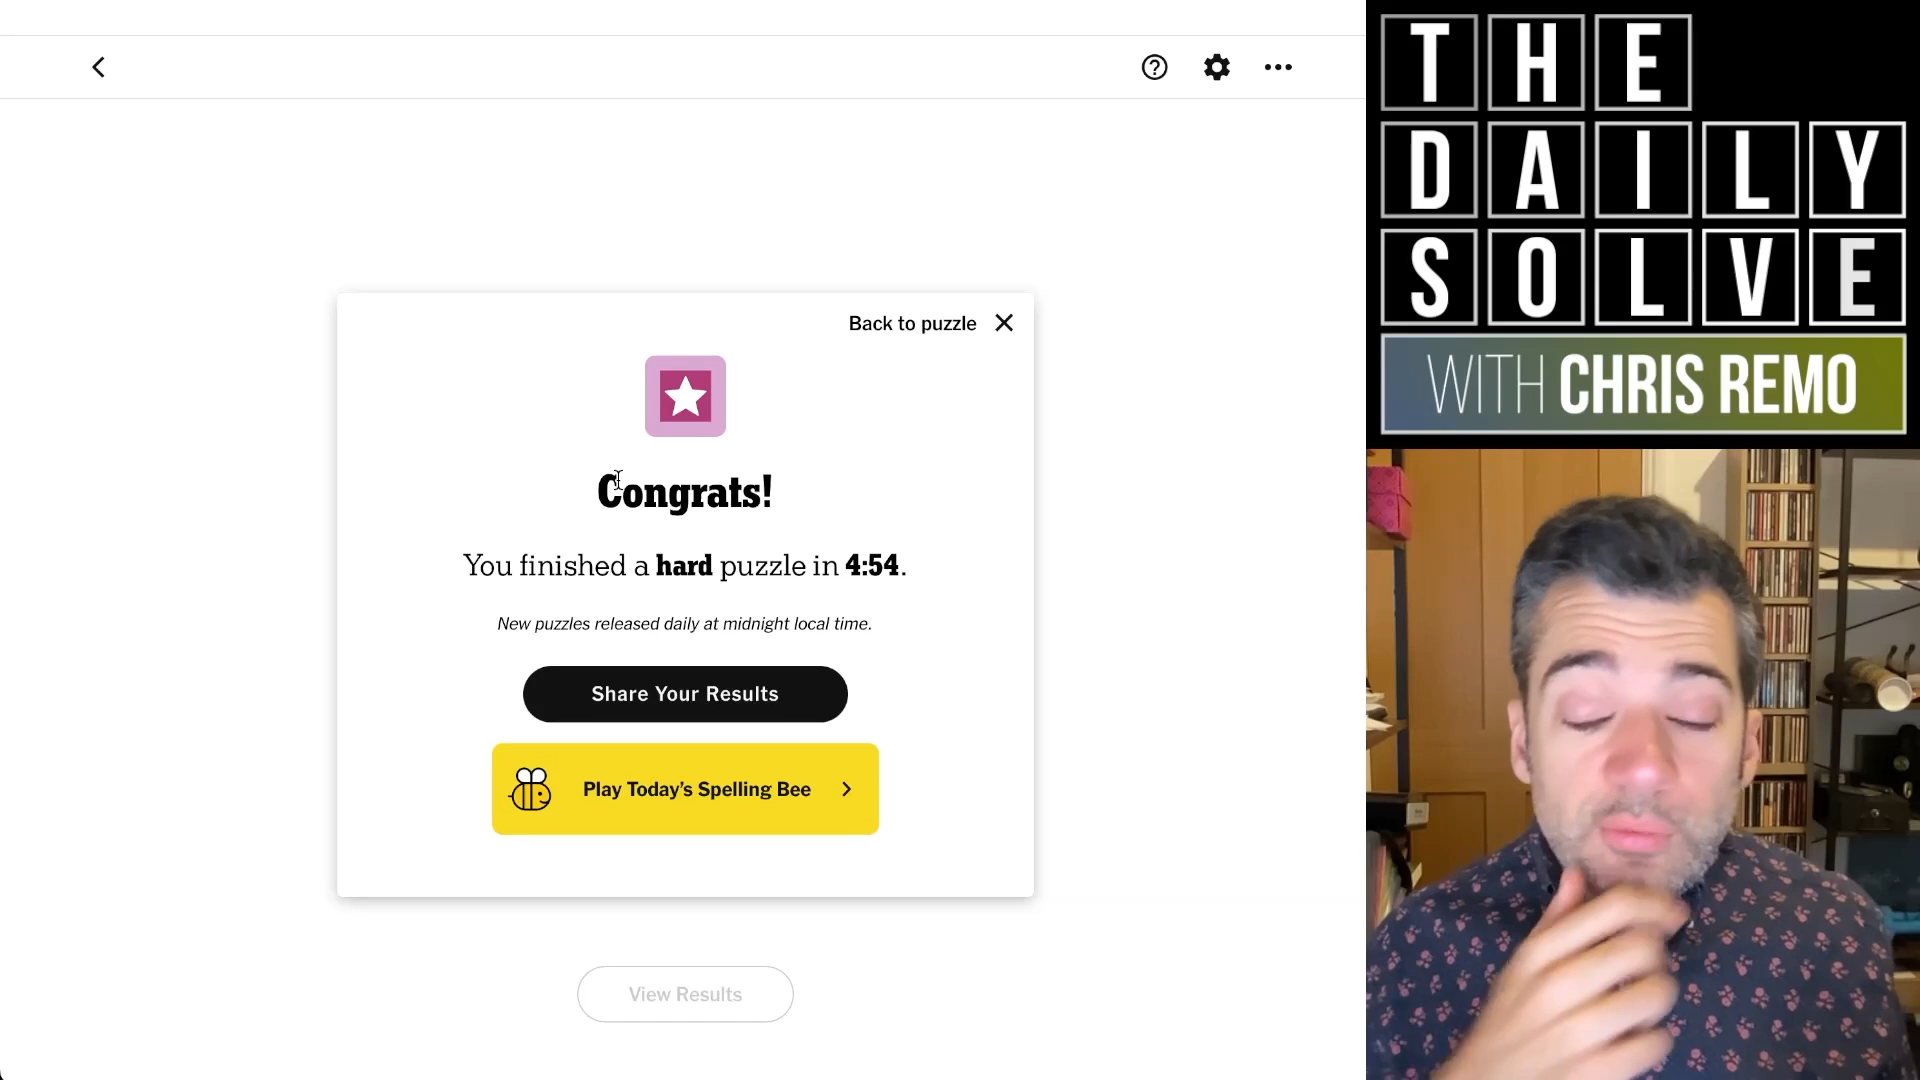 Back to puzzle
Congrats!
You finished a hard puzzle in 4:54.
New puzzles released daily at midnight local time.
Share Your Results
Play Today's Spelling Bee
View Results
THE
DAILY
SOLVE
WITH CHRIS REMO